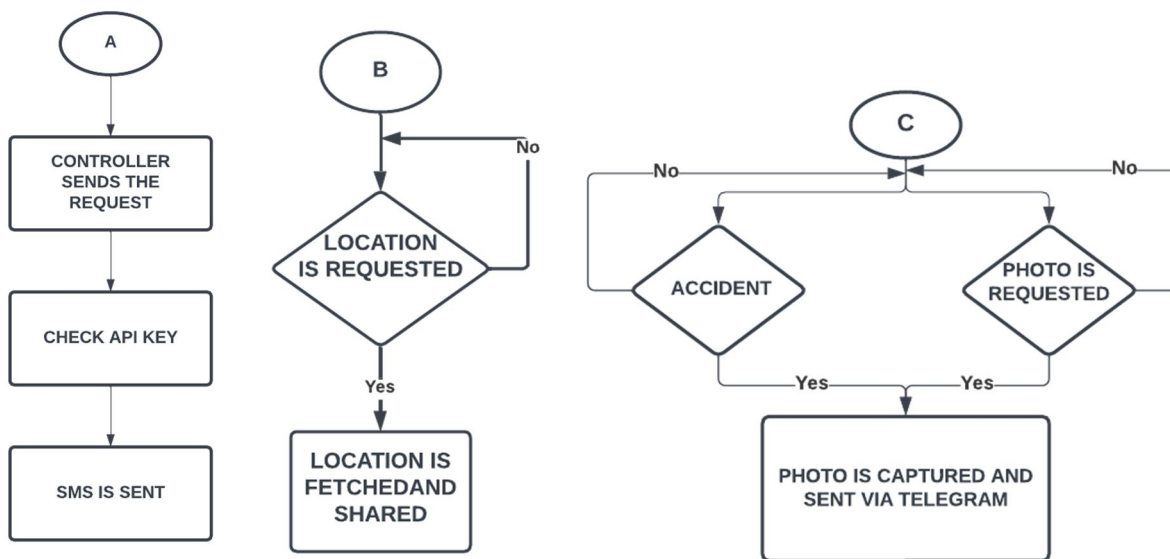 A
CONTROLLER
SENDS THE
REQUEST
CHECK API KEY
SMS IS SENT
B
No
LOCATION
IS REQUESTED
Yes
LOCATION IS
FETCHEDAND
SHARED
C
No
No
ACCIDENT
PHOTO IS
REQUESTED
Yes
Yes
PHOTO IS CAPTURED AND
SENT VIA TELEGRAM